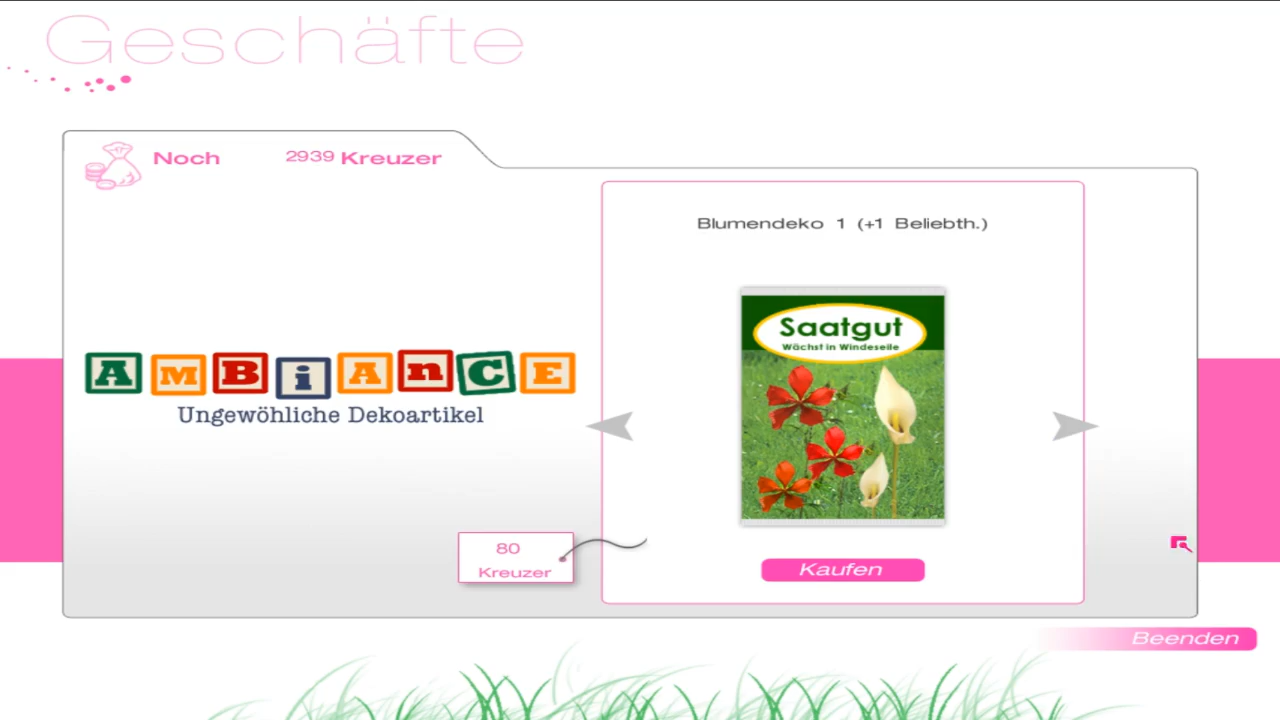 Geschäfte
Noch 2939 Kreuzer
Blumendeko 1 (+1 Beliebth.)
Saatgut
Wächst in Windeseile
AMBiAnCE
Ungewöhliche Dekoartikel
80
Kreuzer
Kaufen
Beenden